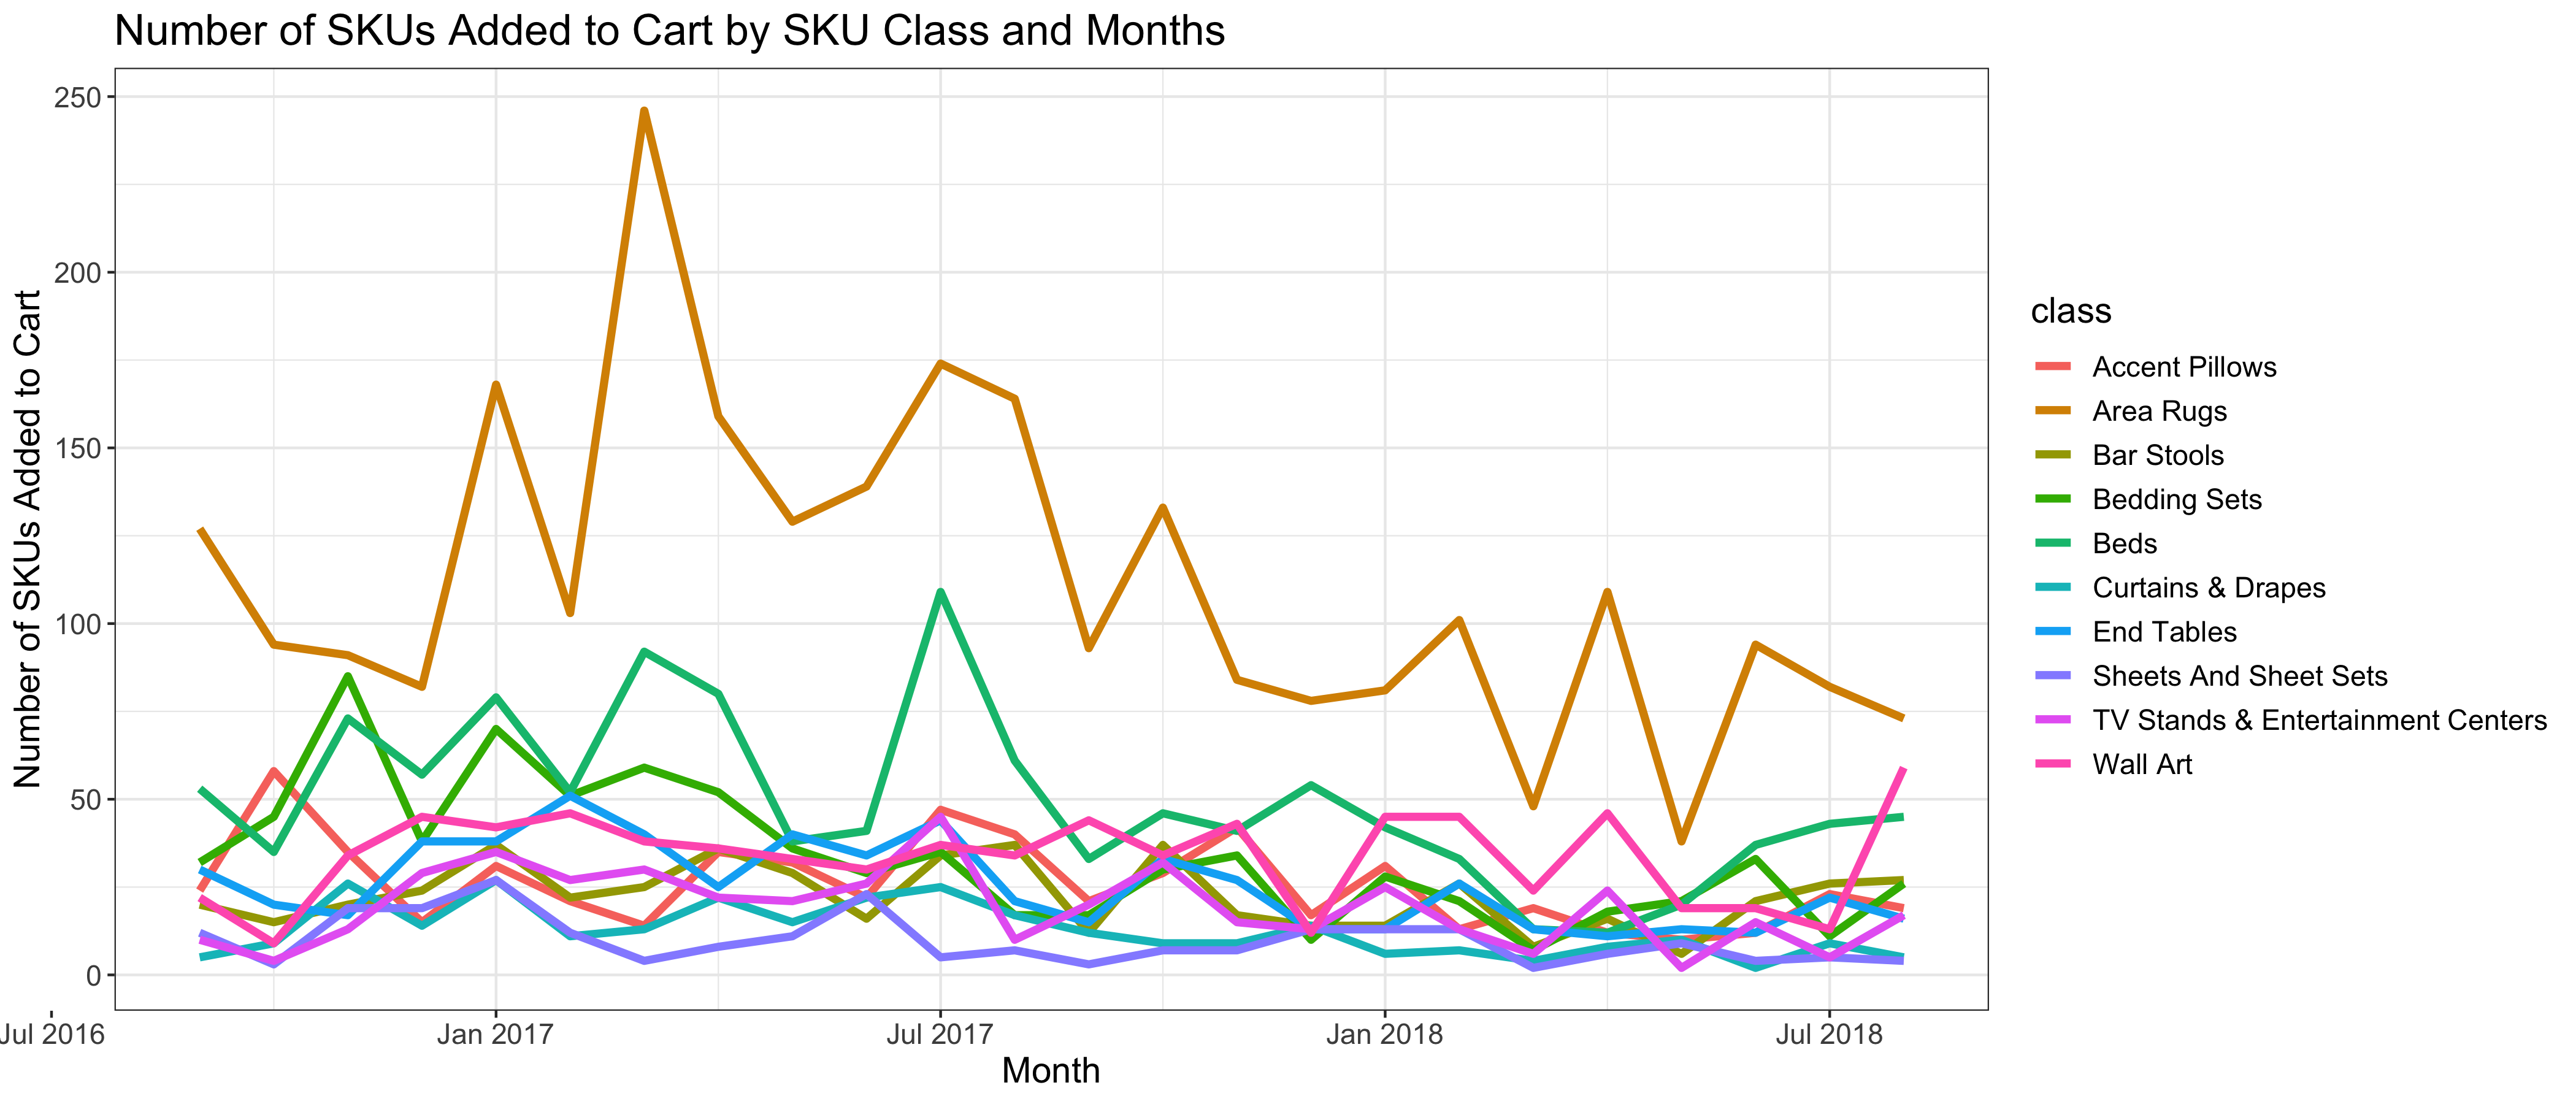 Number of SKUs Added to Cart by SKU Class and Months
Number of SKUs Added to Cart
250
200
150
100
50
0
Jul 2016
Jan 2017
Jul 2017
Jan 2018
Jul 2018
Month
class
Accent Pillows
Area Rugs
Bar Stools
Bedding Sets
Beds
Curtains & Drapes
End Tables
Sheets And Sheet Sets
TV Stands & Entertainment Centers
Wall Art